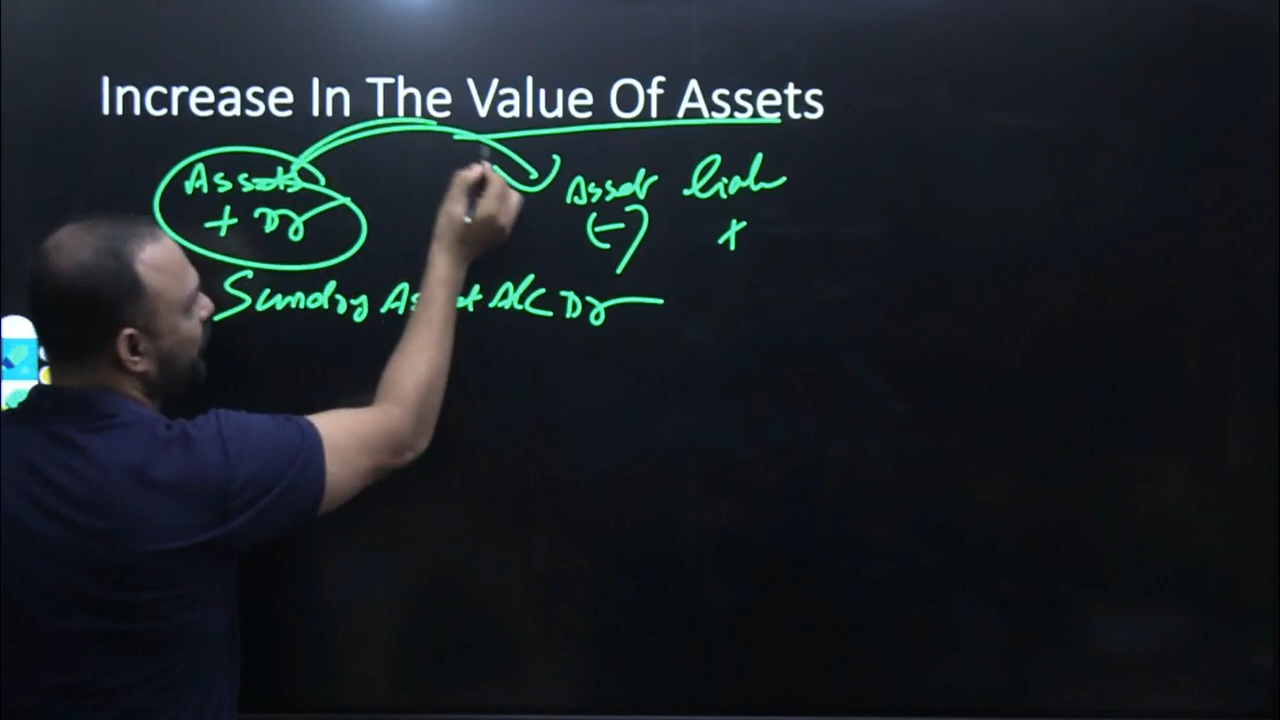 Increase In The Value Of Assets
Assets Asset Liab
+ Dr (-) +
Sundry Asset A/c Dr